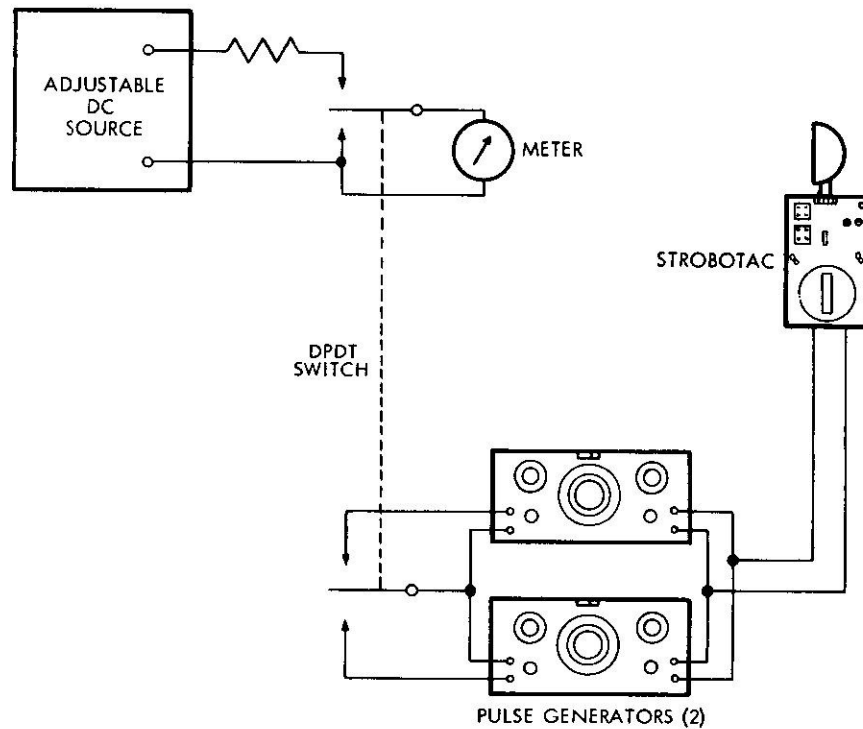 ADJUSTABLE
DC
SOURCE
METER
STROBOTAC
DPDT
SWITCH
PULSE GENERATORS (2)